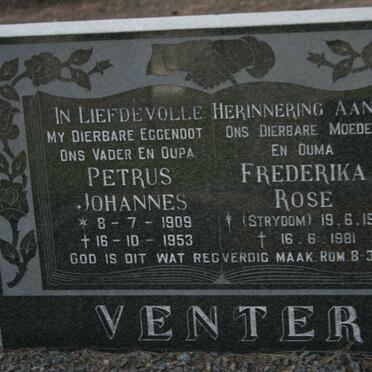 IN LIEFDEVOLLE HERINNERING AAN
MY DIERBARE EGGENOOT
ONS VADER EN OUPA
PETRUS
JOHANNES
* 8-7-1909
† 16-10-1953
ONS DIERBARE MOEDE
EN OUMA
FREDERIKA
ROSE
* (STRYDOM) 19.6.19
† 16.6.1981
GOD IS DIT WAT REGVERDIG MAAK. ROM. 8-3
VENTER